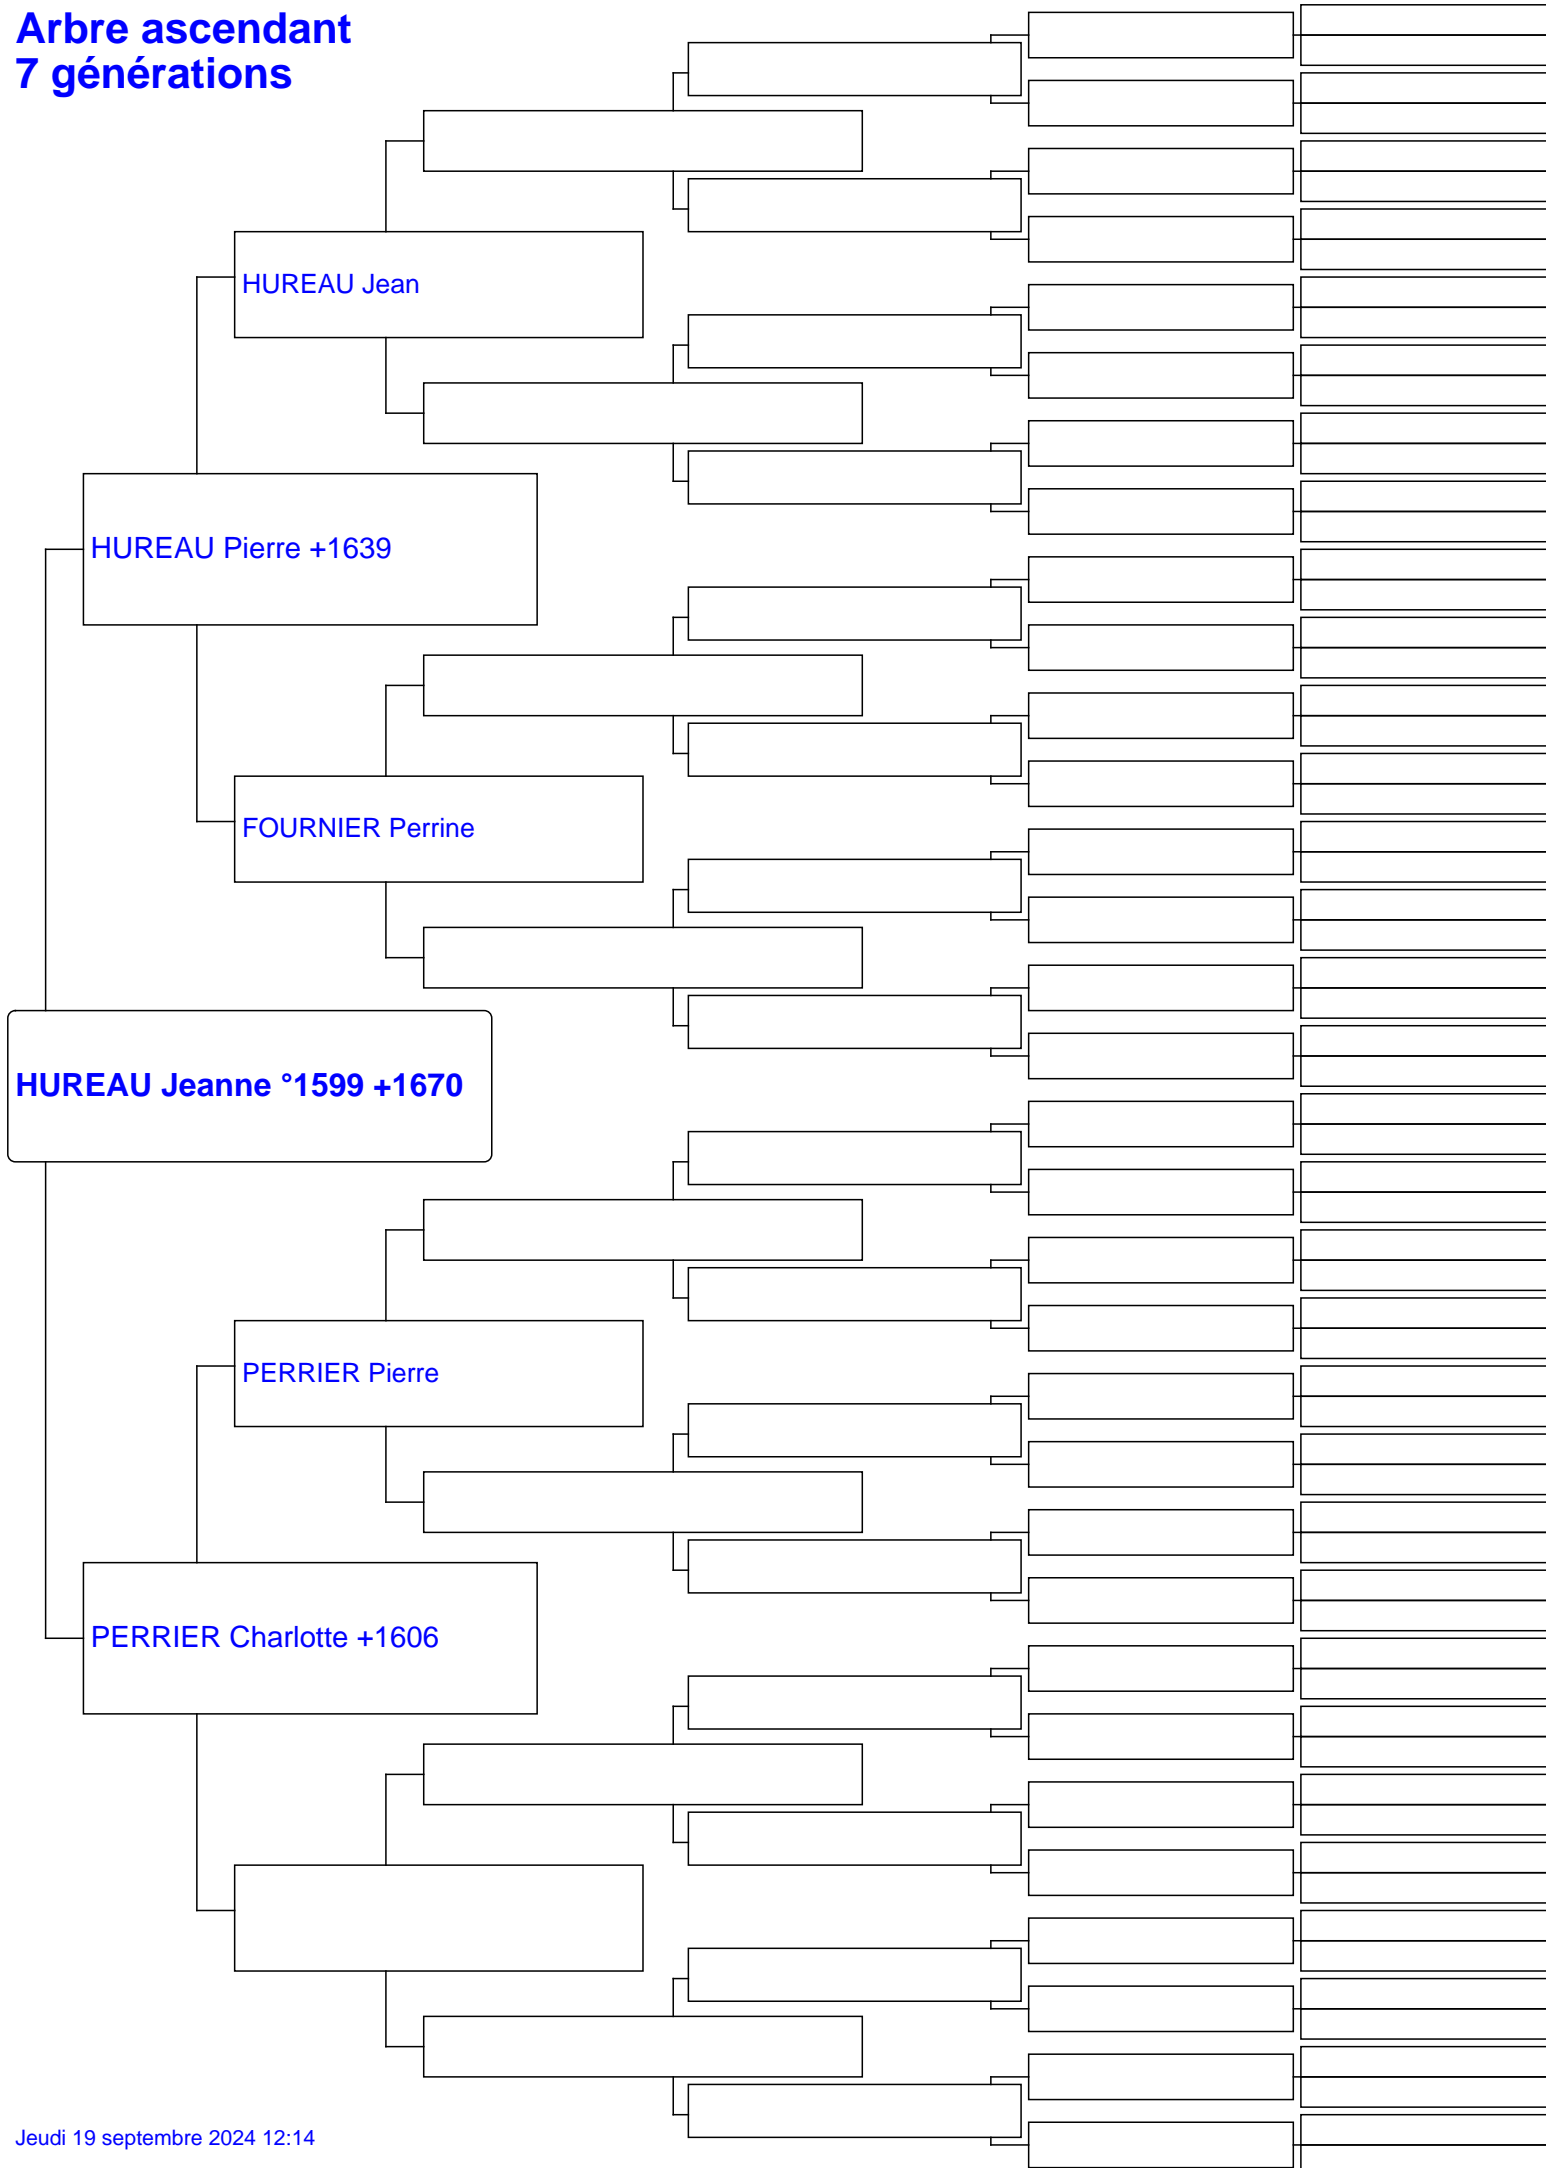 Arbre ascendant
7 générations
HUREAU Jean
HUREAU Pierre +1639
FOURNIER Perrine
HUREAU Jeanne °1599 +1670
PERRIER Pierre
PERRIER Charlotte +1606
Jeudi 19 septembre 2024 12:14